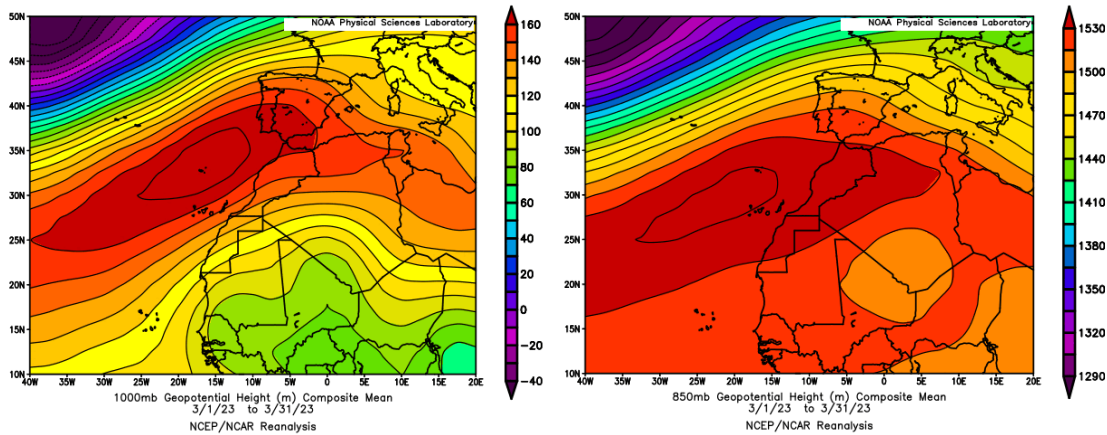 NOAA Physical Sciences Laboratory
50N
45N
40N
35N
30N
25N
20N
15N
10N
40W 35W 30W 25W 20W 15W 10W 5W 0 5E 10E 15E 20E
160
140
120
100
80
60
40
20
0
−20
−40
1000mb Geopotential Height (m) Composite Mean
3/1/23 to 3/31/23
NCEP/NCAR Reanalysis
NOAA Physical Sciences Laboratory
50N
45N
40N
35N
30N
25N
20N
15N
10N
40W 35W 30W 25W 20W 15W 10W 5W 0 5E 10E 15E 20E
1530
1500
1470
1440
1410
1380
1350
1320
1290
850mb Geopotential Height (m) Composite Mean
3/1/23 to 3/31/23
NCEP/NCAR Reanalysis